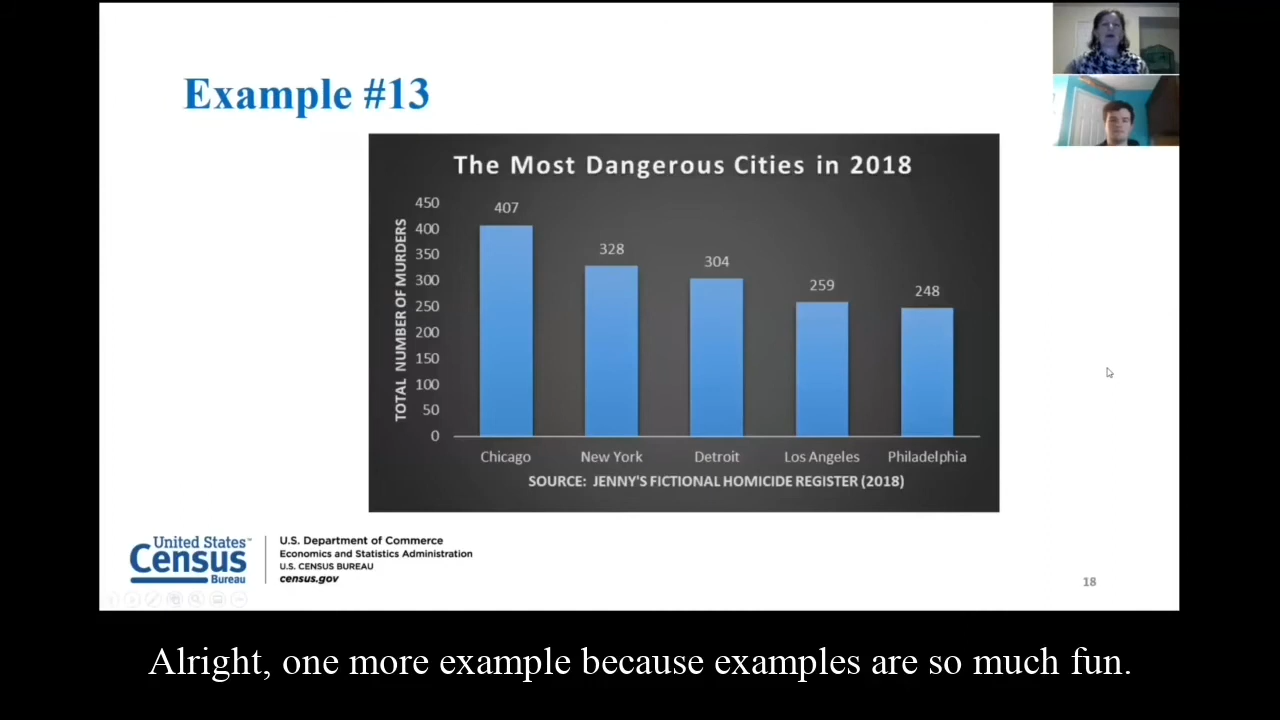 Example #13
The Most Dangerous Cities in 2018
TOTAL NUMBER OF MURDERS
450
400
350
300
250
200
150
100
50
0
407
328
304
259
248
Chicago
New York
Detroit
Los Angeles
Philadelphia
SOURCE: JENNY'S FICTIONAL HOMICIDE REGISTER (2018)
United States™
Census
Bureau
U.S. Department of Commerce
Economics and Statistics Administration
U.S. CENSUS BUREAU
census.gov
18
Alright, one more example because examples are so much fun.